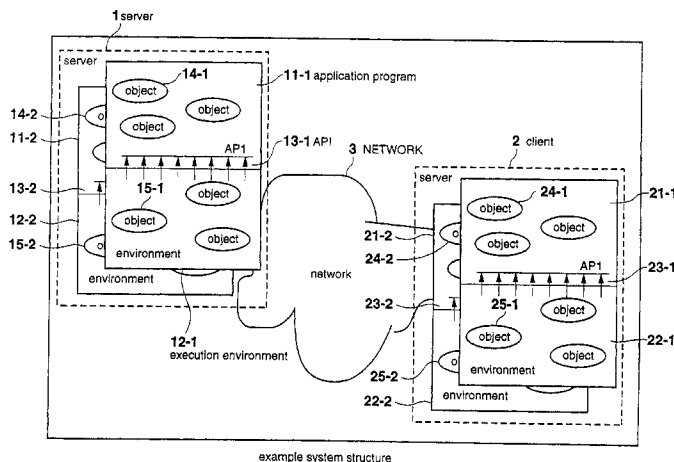 1 server
server
14-1
11-1 application program
object
object
object
14-2
o
11-2
AP1
13-1 API
3 NETWORK
2 client
server
13-2
15-1
object
object
24-1
21-1
object
object
object
12-2
21-2
o
24-2
15-2
o
environment
object
environment
network
AP1
23-1
23-2
25-1
object
12-1
execution environment
object
object
22-1
25-2
o
environment
environment
22-2
example system structure